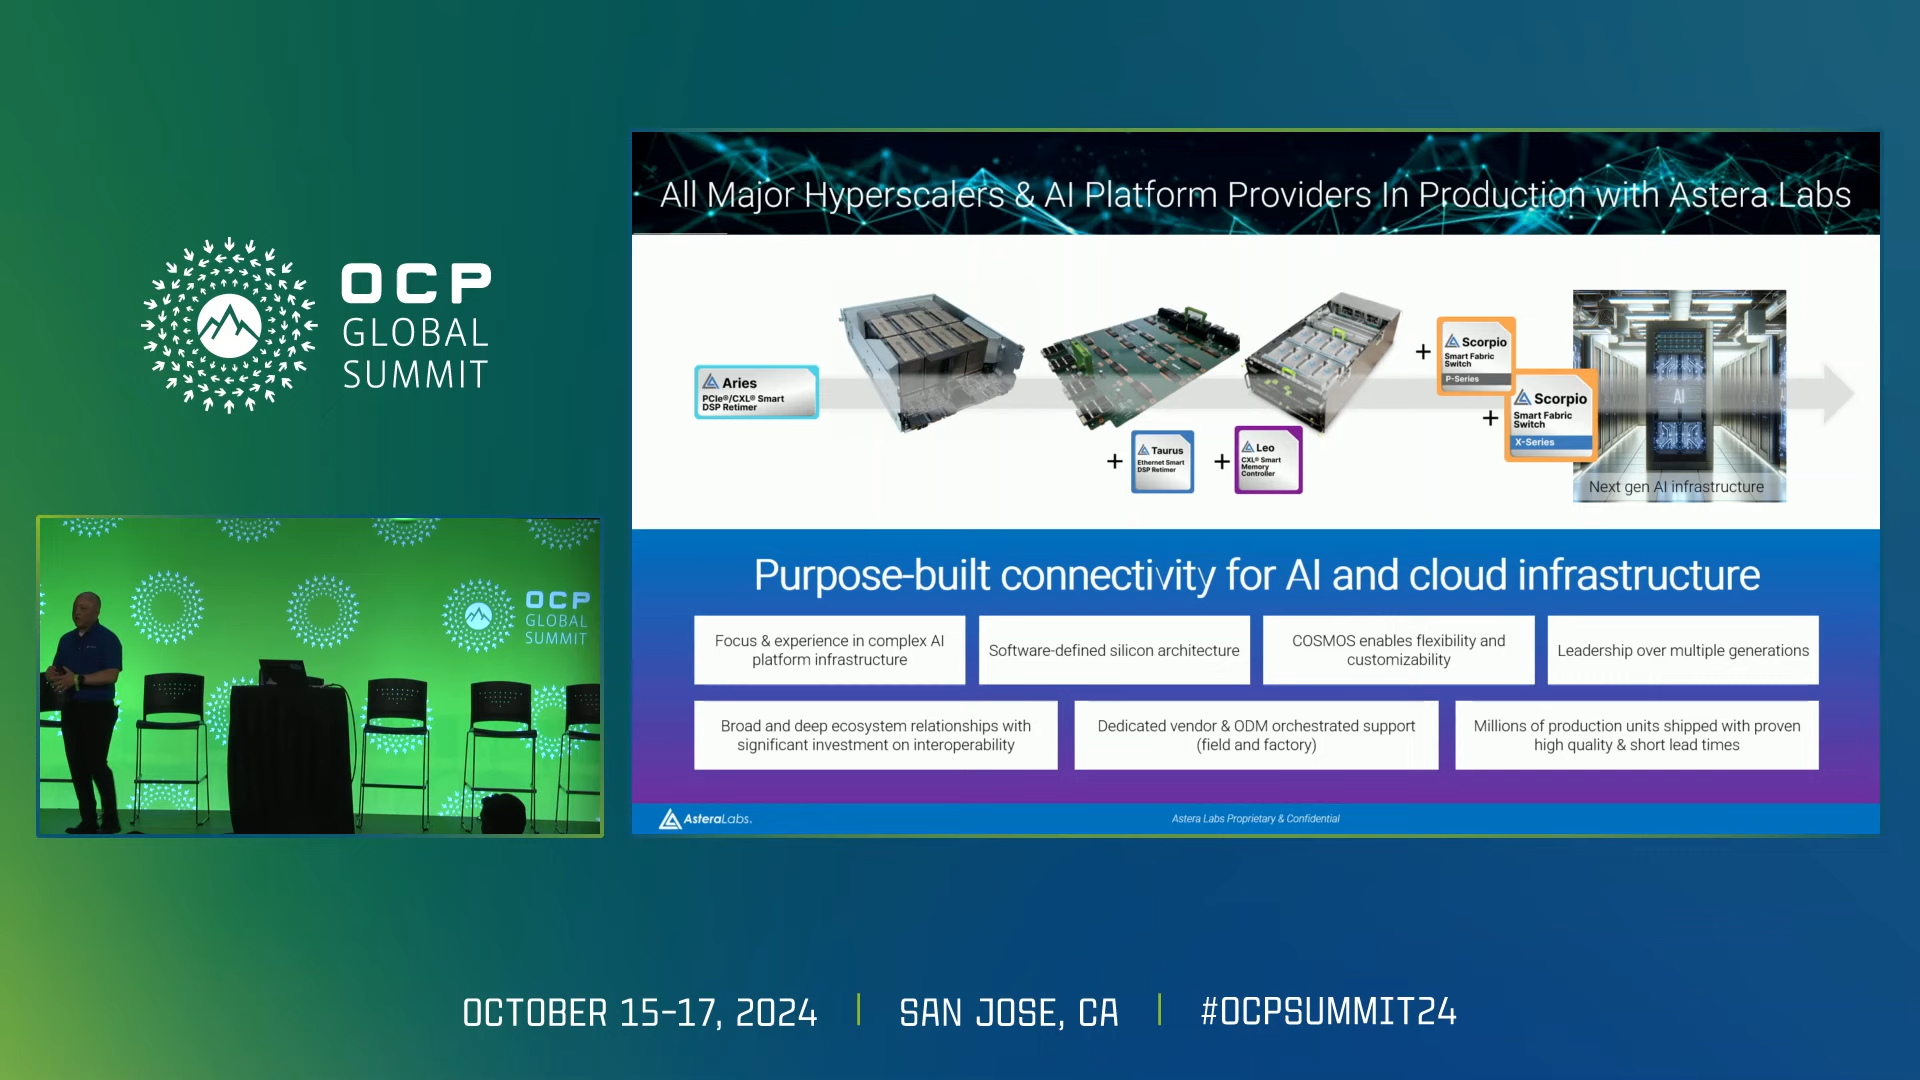 OCP
GLOBAL
SUMMIT
All Major Hyperscalers & AI Platform Providers In Production with Astera Labs
Aries
PCIe®/CXL® Smart
DSP Retimer
+
Taurus
Ethernet Smart
DSP Retimer
+
Leo
CXL® Smart
Memory
Controller
+
Scorpio
Smart Fabric
Switch
P-Series
+
Scorpio
Smart Fabric
Switch
X-Series
AI
Next gen AI infrastructure
Purpose-built connectivity for AI and cloud infrastructure
Focus & experience in complex AI
platform infrastructure
Software-defined silicon architecture
COSMOS enables flexibility and
customizability
Leadership over multiple generations
Broad and deep ecosystem relationships with
significant investment on interoperability
Dedicated vendor & ODM orchestrated support
(field and factory)
Millions of production units shipped with proven
high quality & short lead times
AsteraLabs.
Astera Labs Proprietary & Confidential
OCP
GLOBAL
SUMMIT
OCTOBER 15-17, 2024 | SAN JOSE, CA | #OCPSUMMIT24